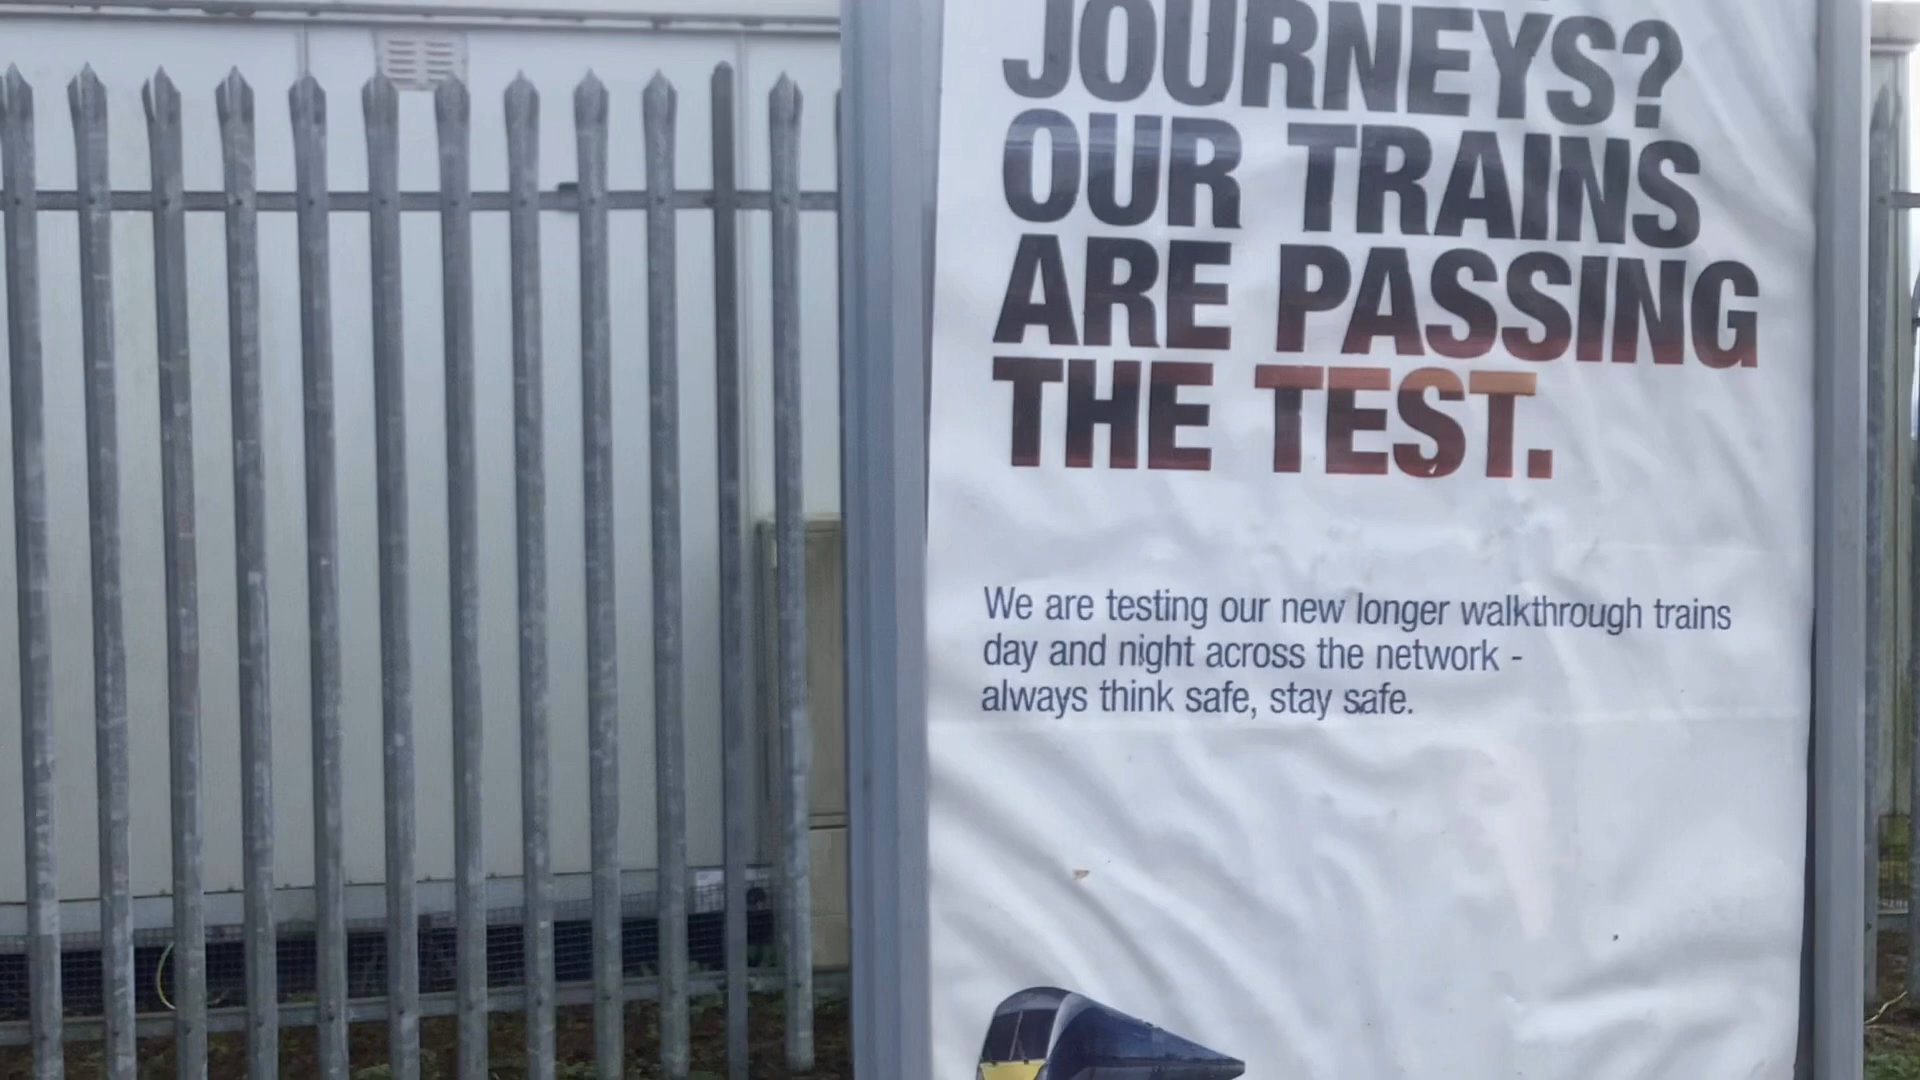 JOURNEYS?
OUR TRAINS
ARE PASSING
THE TEST.
We are testing our new longer walkthrough trains
day and night across the network -
always think safe, stay safe.